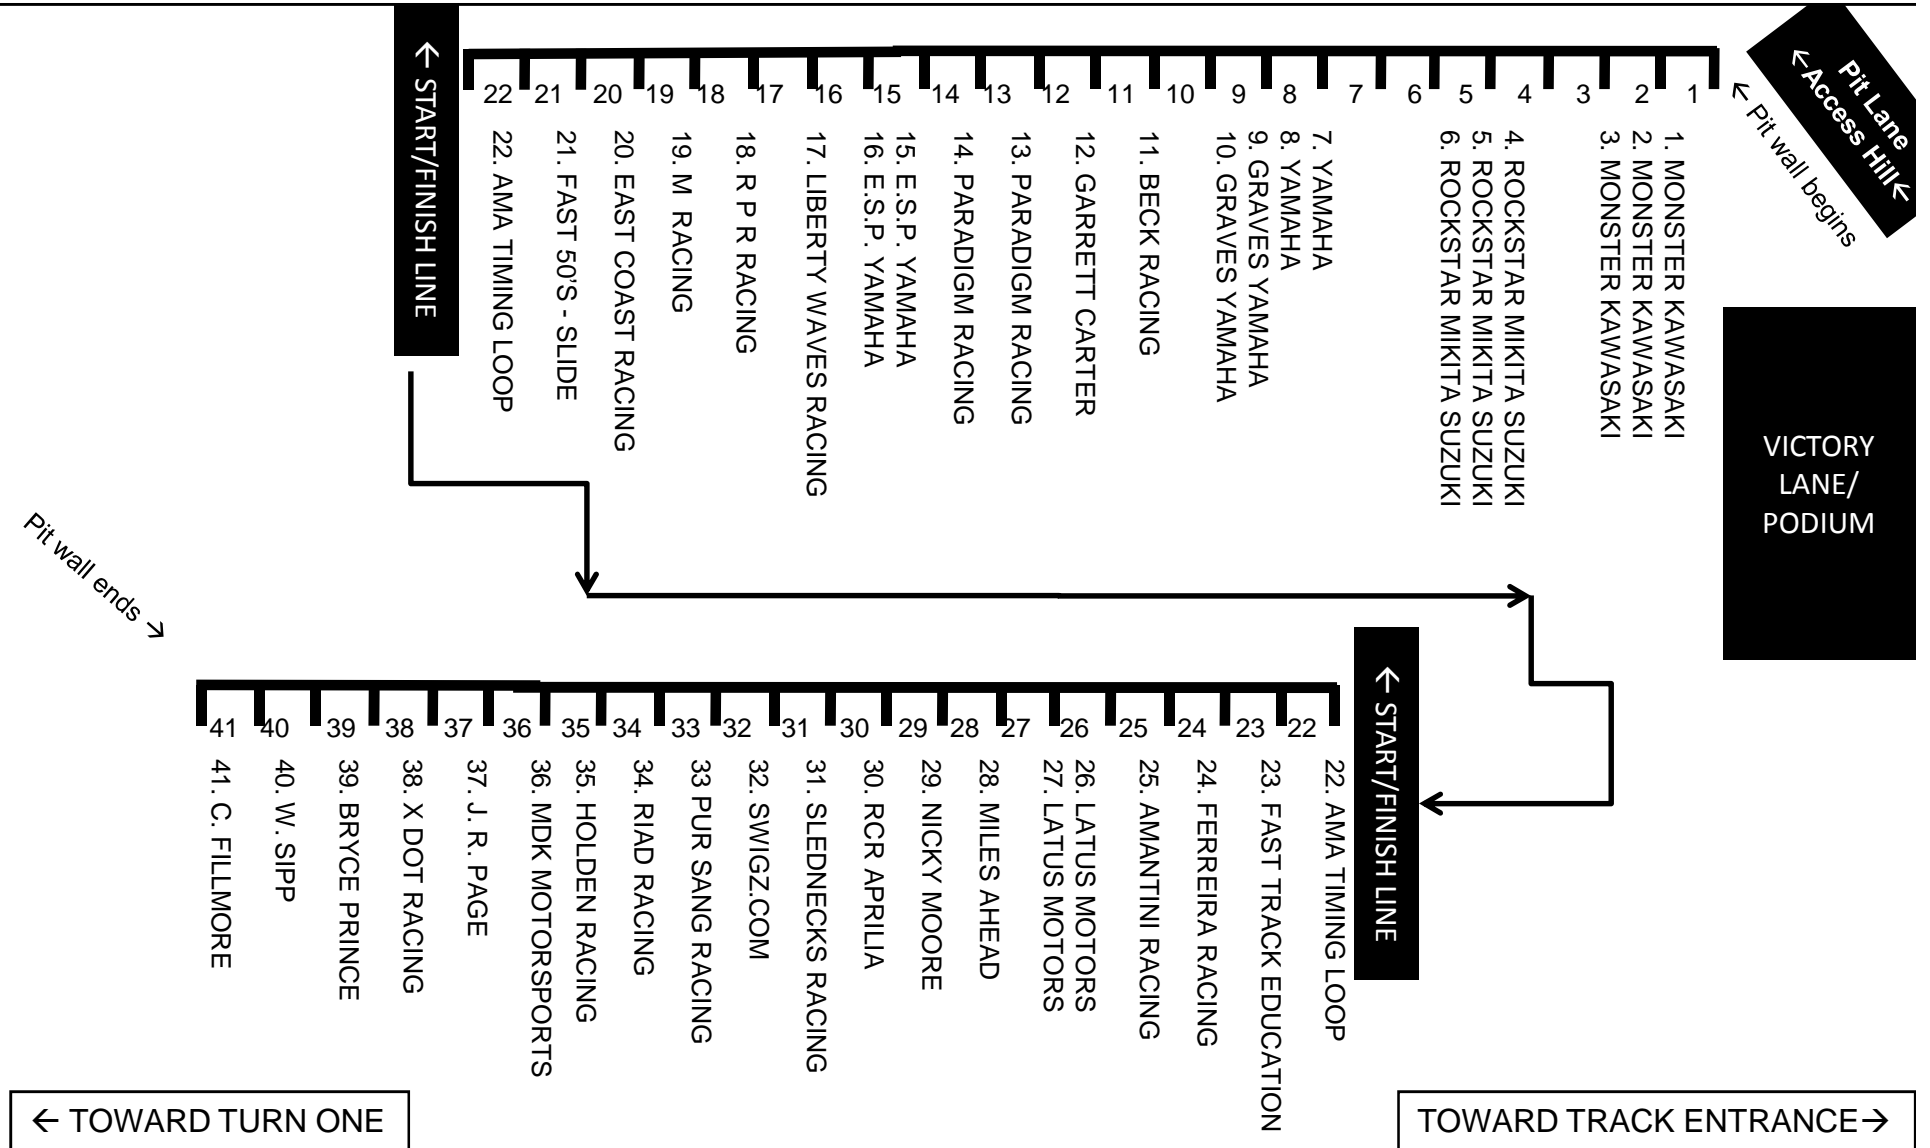 ← START/FINISH LINE
22 21 20 19 18 17 16 15 14 13 12 11 10 9 8 7 6 5 4 3 2 1
Pit Lane
←Access Hill←
← Pit wall begins
1. MONSTER KAWASAKI
2. MONSTER KAWASAKI
3. MONSTER KAWASAKI
4. ROCKSTAR MIKITA SUZUKI
5. ROCKSTAR MIKITA SUZUKI
6. ROCKSTAR MIKITA SUZUKI
7. YAMAHA
8. YAMAHA
9. GRAVES YAMAHA
10. GRAVES YAMAHA
11. BECK RACING
12. GARRETT CARTER
13. PARADIGM RACING
14. PARADIGM RACING
15. E.S.P. YAMAHA
16. E.S.P. YAMAHA
17. LIBERTY WAVES RACING
18. R P R RACING
19. M RACING
20. EAST COAST RACING
21. FAST 50'S - SLIDE
22. AMA TIMING LOOP
VICTORY
LANE/
PODIUM
Pit wall ends →
← START/FINISH LINE
41 40 39 38 37 36 35 34 33 32 31 30 29 28 27 26 25 24 23 22
22. AMA TIMING LOOP
23. FAST TRACK EDUCATION
24. FERREIRA RACING
25. AMANTINI RACING
26. LATUS MOTORS
27. LATUS MOTORS
28. MILES AHEAD
29. NICKY MOORE
30. RCR APRILIA
31. SLEDNECKS RACING
32. SWIGZ.COM
33 PUR SANG RACING
34. RIAD RACING
35. HOLDEN RACING
36. MDK MOTORSPORTS
37. J. R. PAGE
38. X DOT RACING
39. BRYCE PRINCE
40. W. SIPP
41. C. FILLMORE
← TOWARD TURN ONE
TOWARD TRACK ENTRANCE→